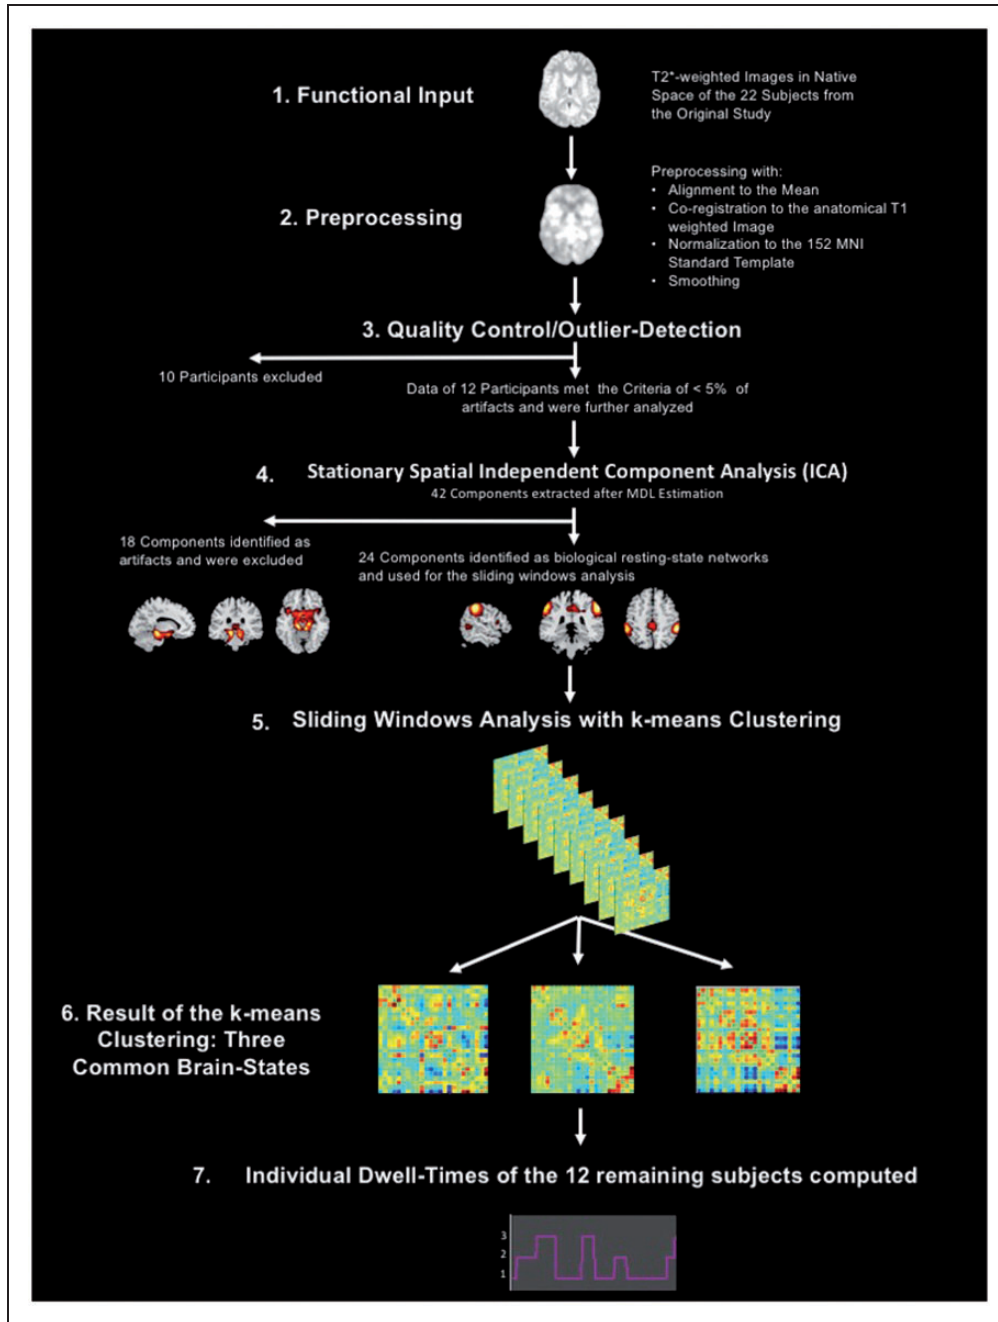 1. Functional Input
T2*-weighted Images in Native
Space of the 22 Subjects from
the Original Study
2. Preprocessing
Preprocessing with:
• Alignment to the Mean
• Co-registration to the anatomical T1
weighted Image
• Normalization to the 152 MNI
Standard Template
• Smoothing
3. Quality Control/Outlier-Detection
10 Participants excluded
Data of 12 Participants met the Criteria of < 5% of
artifacts and were further analyzed
4. Stationary Spatial Independent Component Analysis (ICA)
42 Components extracted after MDL Estimation
18 Components identified as
artifacts and were excluded
24 Components identified as biological resting-state networks
and used for the sliding windows analysis
5. Sliding Windows Analysis with k-means Clustering
6. Result of the k-means
Clustering: Three
Common Brain-States
7. Individual Dwell-Times of the 12 remaining subjects computed
3
2
1